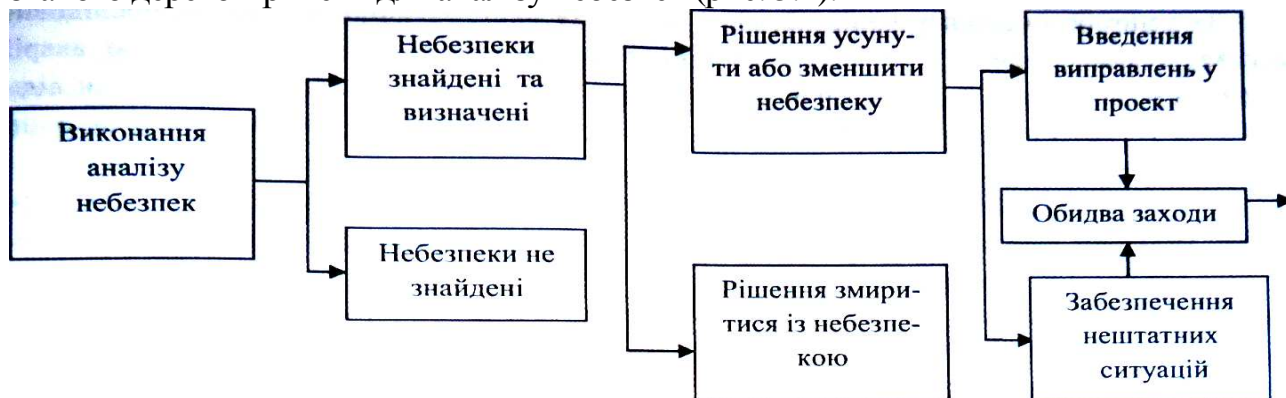 Виконання
аналізу
небезпек
Небезпеки
знайдені та
визначені
Небезпеки не
знайдені
Рішення усуну-
ти або зменшити
небезпеку
Рішення змири-
тися із небезпе-
кою
Введення
виправлень у
проект
Обидва заходи
Забезпечення
нештатних
ситуацій